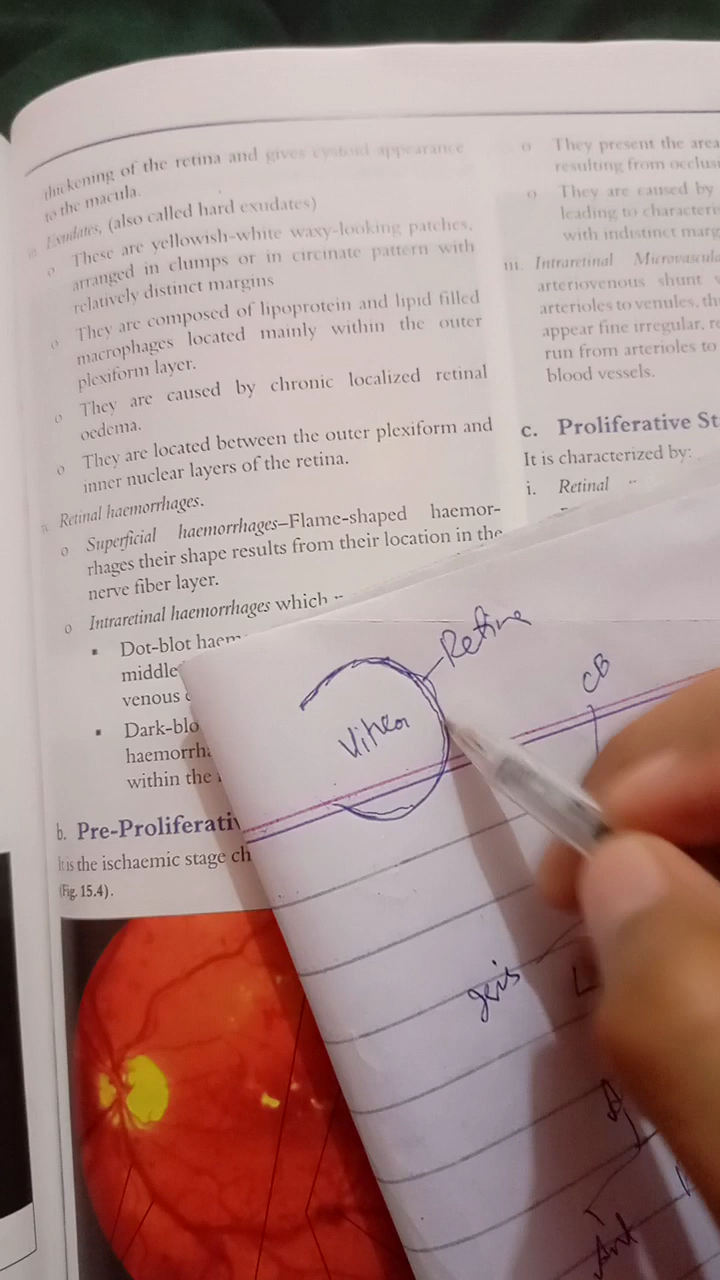 thickening of the retina and gives cystoid appearance
to the macula.
Exudates, (also called hard exudates)
o These are yellowish-white waxy-looking patches,
arranged in clumps or in circinate pattern with
relatively distinct margins
o They are composed of lipoprotein and lipid filled
macrophages located mainly within the outer
plexiform layer.
o They are caused by chronic localized retinal
oedema.
o They are located between the outer plexiform and
inner nuclear layers of the retina.
Retinal haemorrhages.
o Superficial haemorrhages–Flame-shaped haemor-
rhages their shape results from their location in the
nerve fiber layer.
o Intraretinal haemorrhages which
▪ Dot-blot haem
middle
venous
▪ Dark-blo
haemorrh
within the
b. Pre-Proliferativ
It is the ischaemic stage ch
(Fig. 15.4).
o They present the area
resulting from occlus
o They are caused by
leading to characteri
with indistinct marg
iii. Intraretinal Microvascula
arteriovenous shunt v
arterioles to venules, th
appear fine irregular, re
run from arterioles to
blood vessels.
c. Proliferative St
It is characterized by:
i. Retinal
Retina
CB